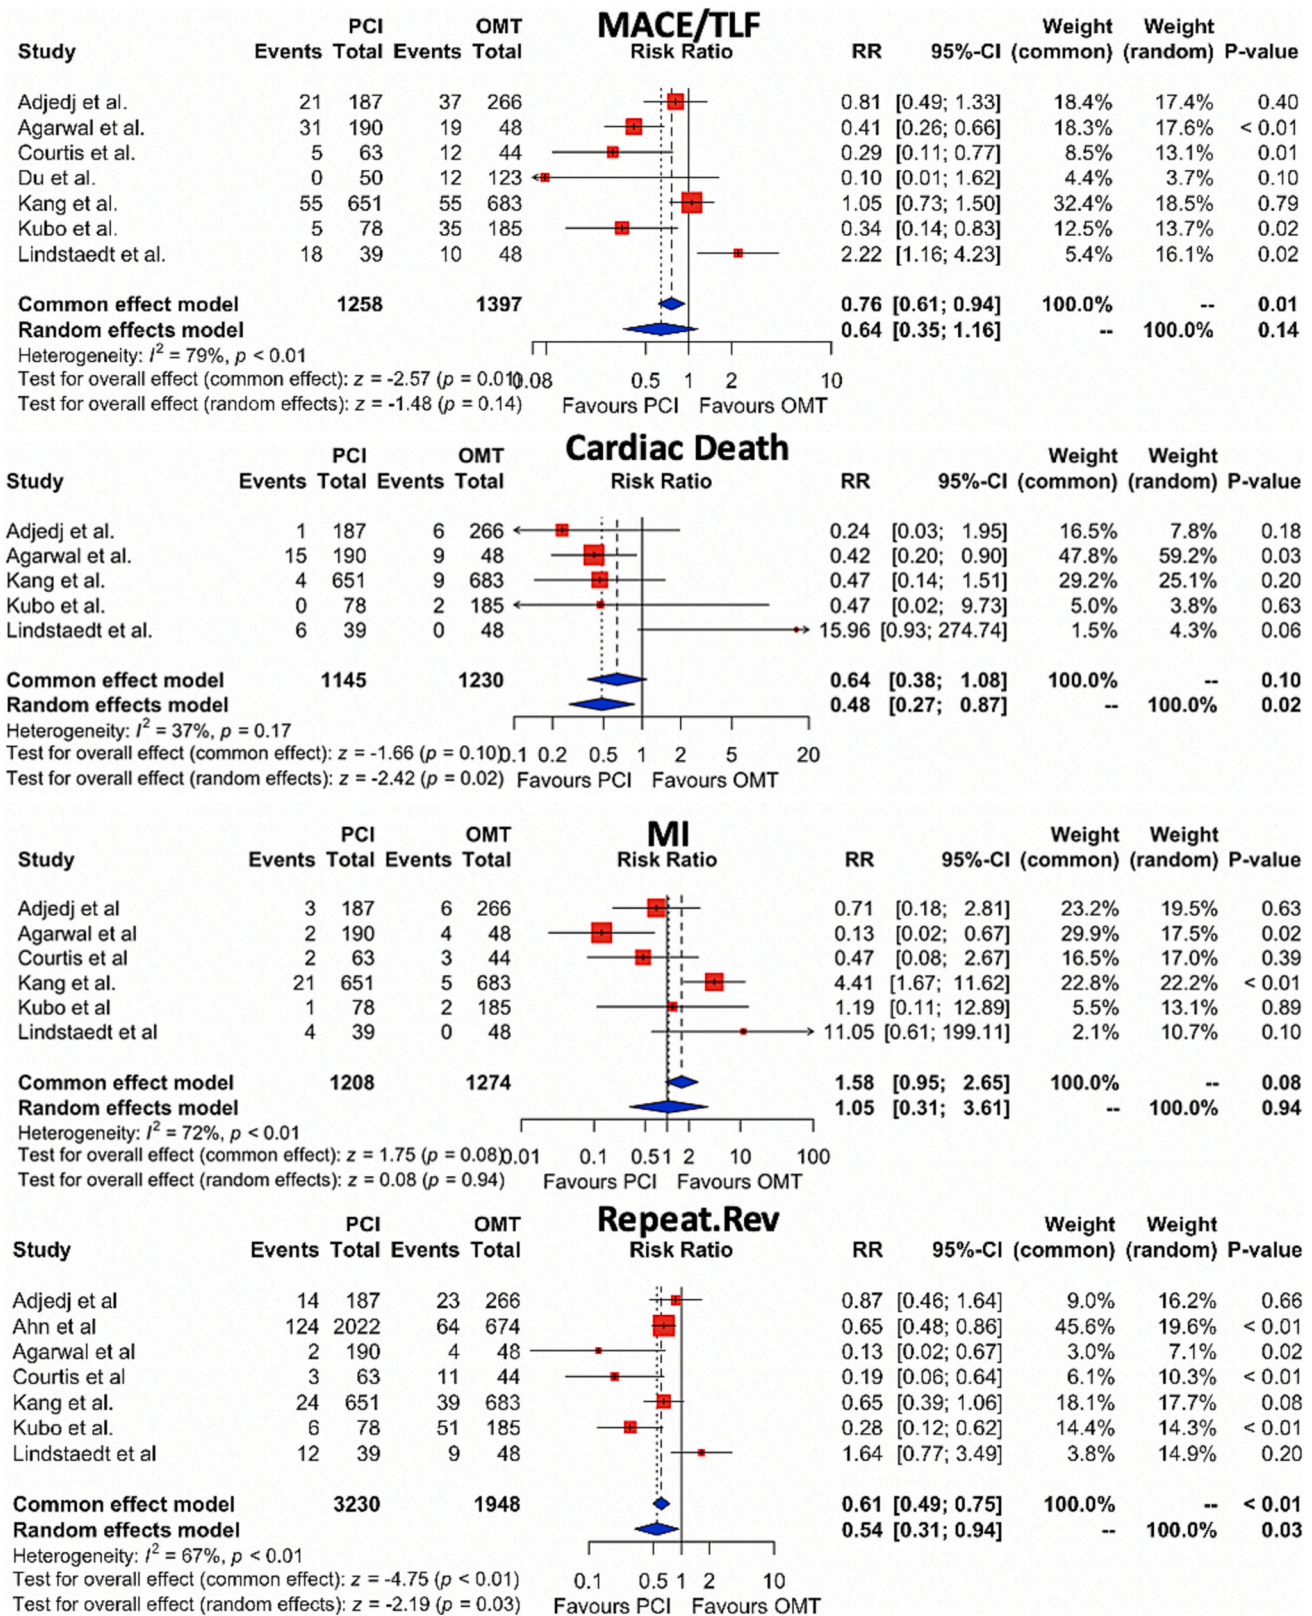 MACE/TLF
PCI OMT Weight Weight
Study Events Total Events Total Risk Ratio RR 95%-CI (common) (random) P-value
Adjedj et al. 21 187 37 266 0.81 [0.49; 1.33] 18.4% 17.4% 0.40
Agarwal et al. 31 190 19 48 0.41 [0.26; 0.66] 18.3% 17.6% < 0.01
Courtis et al. 5 63 12 44 0.29 [0.11; 0.77] 8.5% 13.1% 0.01
Du et al. 0 50 12 123 0.10 [0.01; 1.62] 4.4% 3.7% 0.10
Kang et al. 55 651 55 683 1.05 [0.73; 1.50] 32.4% 18.5% 0.79
Kubo et al. 5 78 35 185 0.34 [0.14; 0.83] 12.5% 13.7% 0.02
Lindstaedt et al. 18 39 10 48 2.22 [1.16; 4.23] 5.4% 16.1% 0.02
Common effect model 1258 1397 0.76 [0.61; 0.94] 100.0% -- 0.01
Random effects model 0.64 [0.35; 1.16] -- 100.0% 0.14
Heterogeneity: I² = 79%, p < 0.01
Test for overall effect (common effect): z = -2.57 (p = 0.01) 0.08 0.5 1 2 10
Test for overall effect (random effects): z = -1.48 (p = 0.14) Favours PCI Favours OMT
Cardiac Death
PCI OMT Weight Weight
Study Events Total Events Total Risk Ratio RR 95%-CI (common) (random) P-value
Adjedj et al. 1 187 6 266 0.24 [0.03; 1.95] 16.5% 7.8% 0.18
Agarwal et al. 15 190 9 48 0.42 [0.20; 0.90] 47.8% 59.2% 0.03
Kang et al. 4 651 9 683 0.47 [0.14; 1.51] 29.2% 25.1% 0.20
Kubo et al. 0 78 2 185 0.47 [0.02; 9.73] 5.0% 3.8% 0.63
Lindstaedt et al. 6 39 0 48 15.96 [0.93; 274.74] 1.5% 4.3% 0.06
Common effect model 1145 1230 0.64 [0.38; 1.08] 100.0% -- 0.10
Random effects model 0.48 [0.27; 0.87] -- 100.0% 0.02
Heterogeneity: I² = 37%, p = 0.17
Test for overall effect (common effect): z = -1.66 (p = 0.10) 0.1 0.2 0.5 1 2 5 20
Test for overall effect (random effects): z = -2.42 (p = 0.02) Favours PCI Favours OMT
MI
PCI OMT Weight Weight
Study Events Total Events Total Risk Ratio RR 95%-CI (common) (random) P-value
Adjedj et al 3 187 6 266 0.71 [0.18; 2.81] 23.2% 19.5% 0.63
Agarwal et al 2 190 4 48 0.13 [0.02; 0.67] 29.9% 17.5% 0.02
Courtis et al 2 63 3 44 0.47 [0.08; 2.67] 16.5% 17.0% 0.39
Kang et al. 21 651 5 683 4.41 [1.67; 11.62] 22.8% 22.2% < 0.01
Kubo et al 1 78 2 185 1.19 [0.11; 12.89] 5.5% 13.1% 0.89
Lindstaedt et al 4 39 0 48 11.05 [0.61; 199.11] 2.1% 10.7% 0.10
Common effect model 1208 1274 1.58 [0.95; 2.65] 100.0% -- 0.08
Random effects model 1.05 [0.31; 3.61] -- 100.0% 0.94
Heterogeneity: I² = 72%, p < 0.01
Test for overall effect (common effect): z = 1.75 (p = 0.08) 0.01 0.1 0.5 1 2 10 100
Test for overall effect (random effects): z = 0.08 (p = 0.94) Favours PCI Favours OMT
Repeat.Rev
PCI OMT Weight Weight
Study Events Total Events Total Risk Ratio RR 95%-CI (common) (random) P-value
Adjedj et al 14 187 23 266 0.87 [0.46; 1.64] 9.0% 16.2% 0.66
Ahn et al 124 2022 64 674 0.65 [0.48; 0.86] 45.6% 19.6% < 0.01
Agarwal et al 2 190 4 48 0.13 [0.02; 0.67] 3.0% 7.1% 0.02
Courtis et al 3 63 11 44 0.19 [0.06; 0.64] 6.1% 10.3% < 0.01
Kang et al. 24 651 39 683 0.65 [0.39; 1.06] 18.1% 17.7% 0.08
Kubo et al. 6 78 51 185 0.28 [0.12; 0.62] 14.4% 14.3% < 0.01
Lindstaedt et al 12 39 9 48 1.64 [0.77; 3.49] 3.8% 14.9% 0.20
Common effect model 3230 1948 0.61 [0.49; 0.75] 100.0% -- < 0.01
Random effects model 0.54 [0.31; 0.94] -- 100.0% 0.03
Heterogeneity: I² = 67%, p < 0.01
Test for overall effect (common effect): z = -4.75 (p < 0.01) 0.1 0.5 1 2 10
Test for overall effect (random effects): z = -2.19 (p = 0.03) Favours PCI Favours OMT